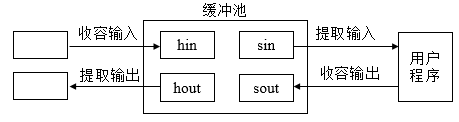 缓冲池
收容输入
hin
sin
提取输入
用户
程序
提取输出
hout
sout
收容输出